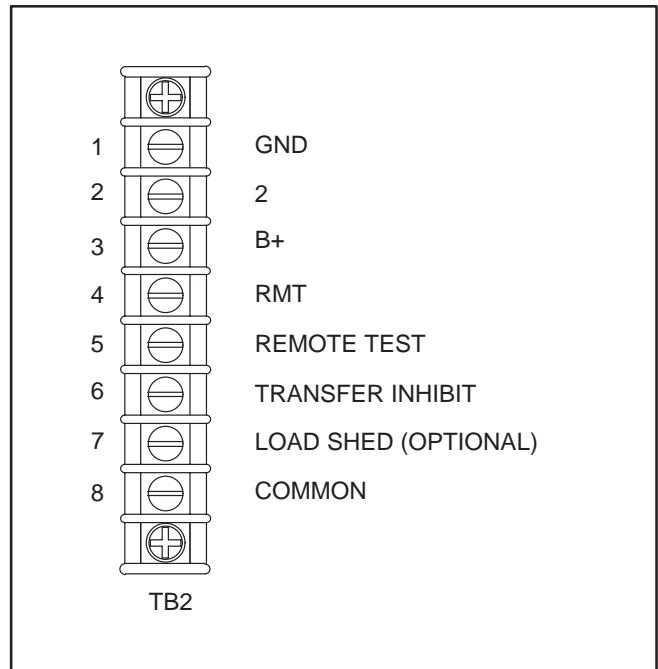 1 GND
2 2
3 B+
4 RMT
5 REMOTE TEST
6 TRANSFER INHIBIT
7 LOAD SHED (OPTIONAL)
8 COMMON
TB2